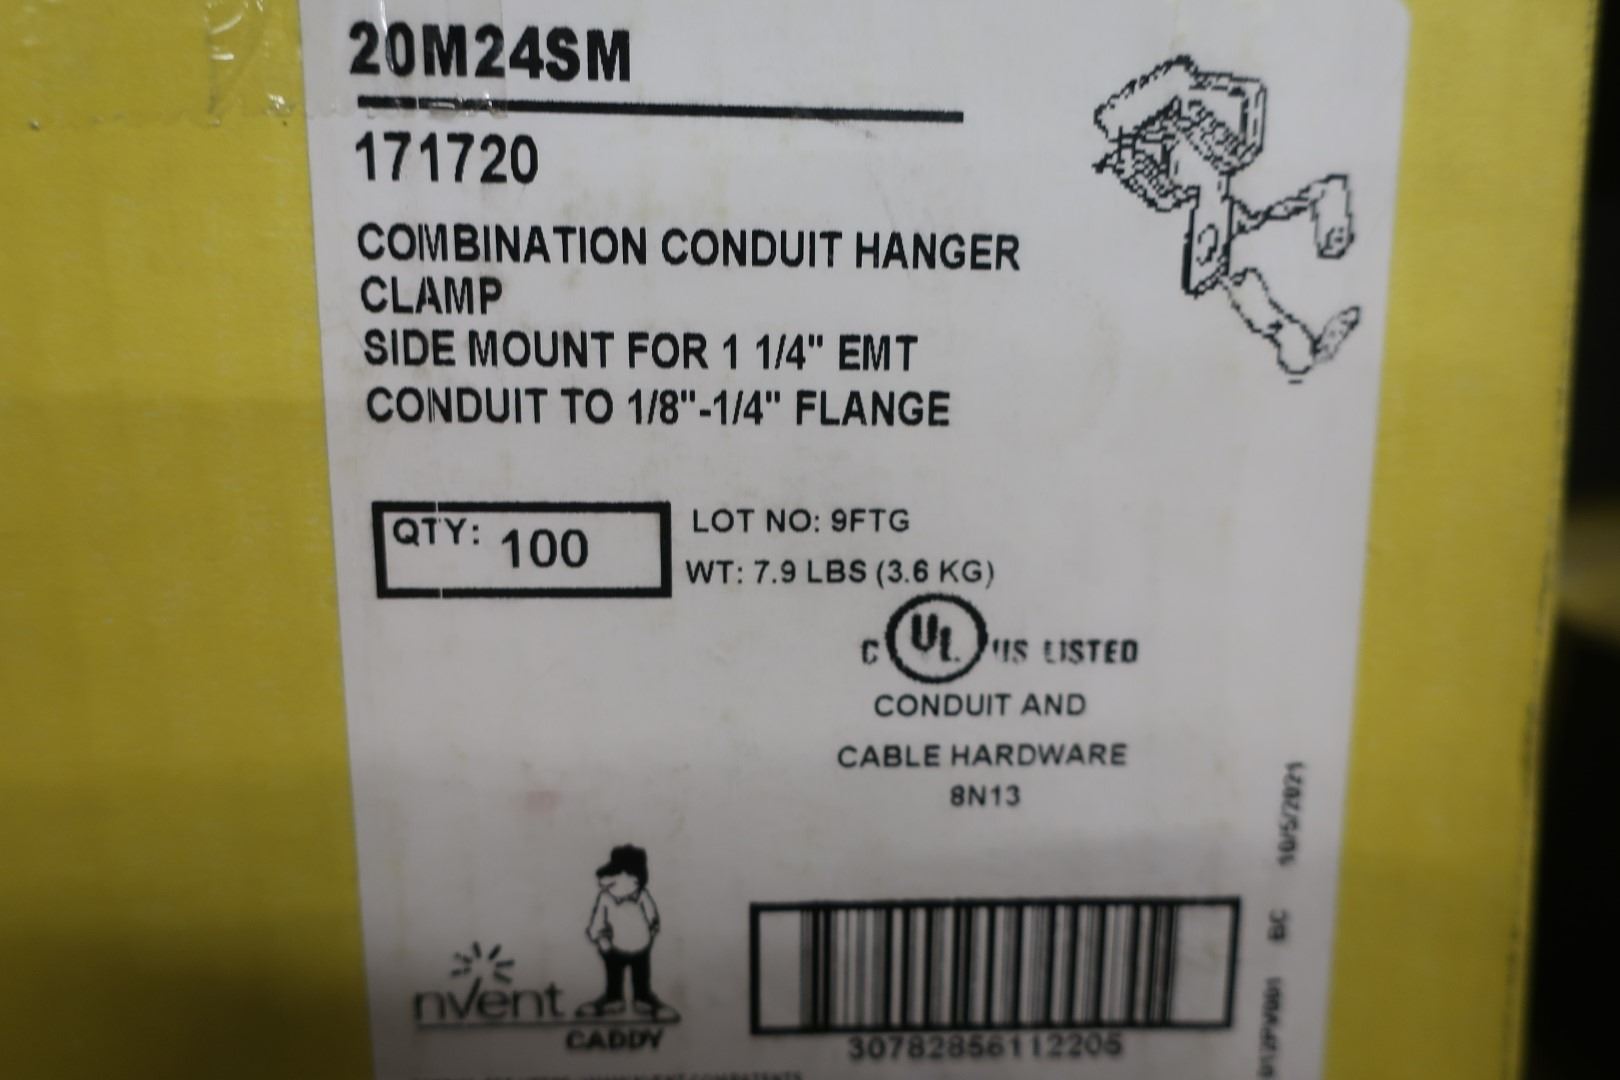 20M24SM
171720
COMBINATION CONDUIT HANGER
CLAMP
SIDE MOUNT FOR 1 1/4" EMT
CONDUIT TO 1/8"-1/4" FLANGE
QTY: 100
LOT NO: 9FTG
WT: 7.9 LBS (3.6 KG)
C UL US LISTED
CONDUIT AND
CABLE HARDWARE
8N13
nVent
CADDY
30782856112205
BC 10/5/2021